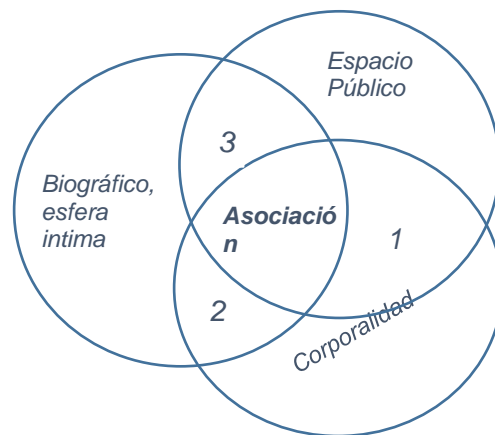 Espacio
Público
3
Biográfico,
esfera
intima
Asociació
n
1
2
Corporalidad